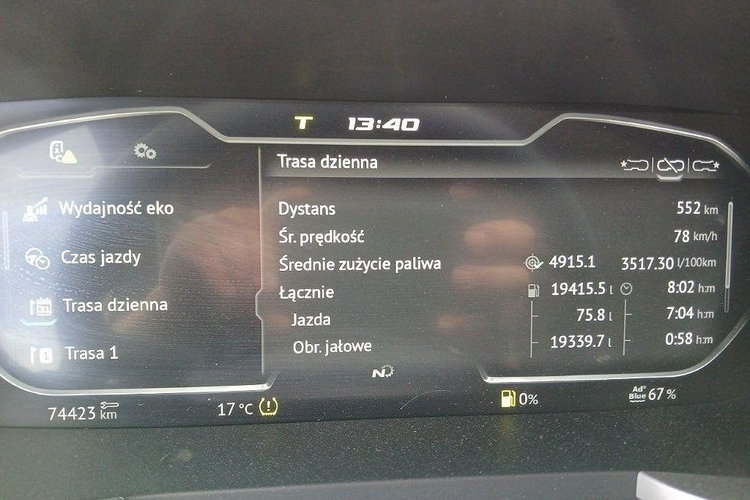 T 13:40
Trasa dzienna
Wydajność eko
Czas jazdy
Trasa dzienna
31
Trasa 1
1
Dystans 552 km
Śr. prędkość 78 km/h
Średnie zużycie paliwa 4915.1 3517.30 l/100km
Łącznie 19415.5 l 8:02 h:m
Jazda 75.8 l 7:04 h:m
Obr. jałowe 19339.7 l 0:58 h:m
N
74423 km 17 °C (!) 0% Ad Blue 67 %